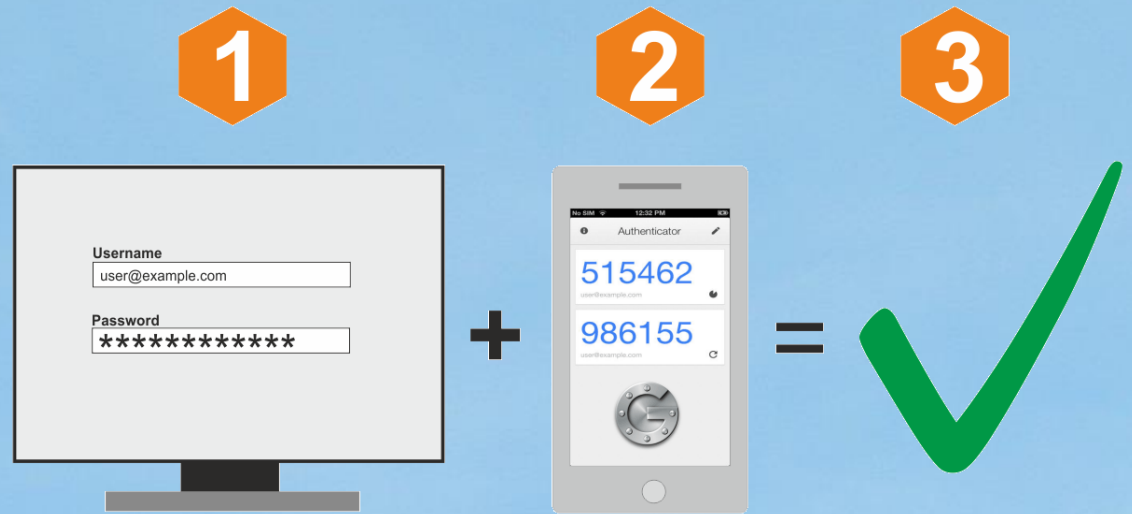 1
2
3
Username
user@example.com
Password
************
+
=
No SIM 12:32 PM
Authenticator
515462
user@example.com
986155
user@example.com
G